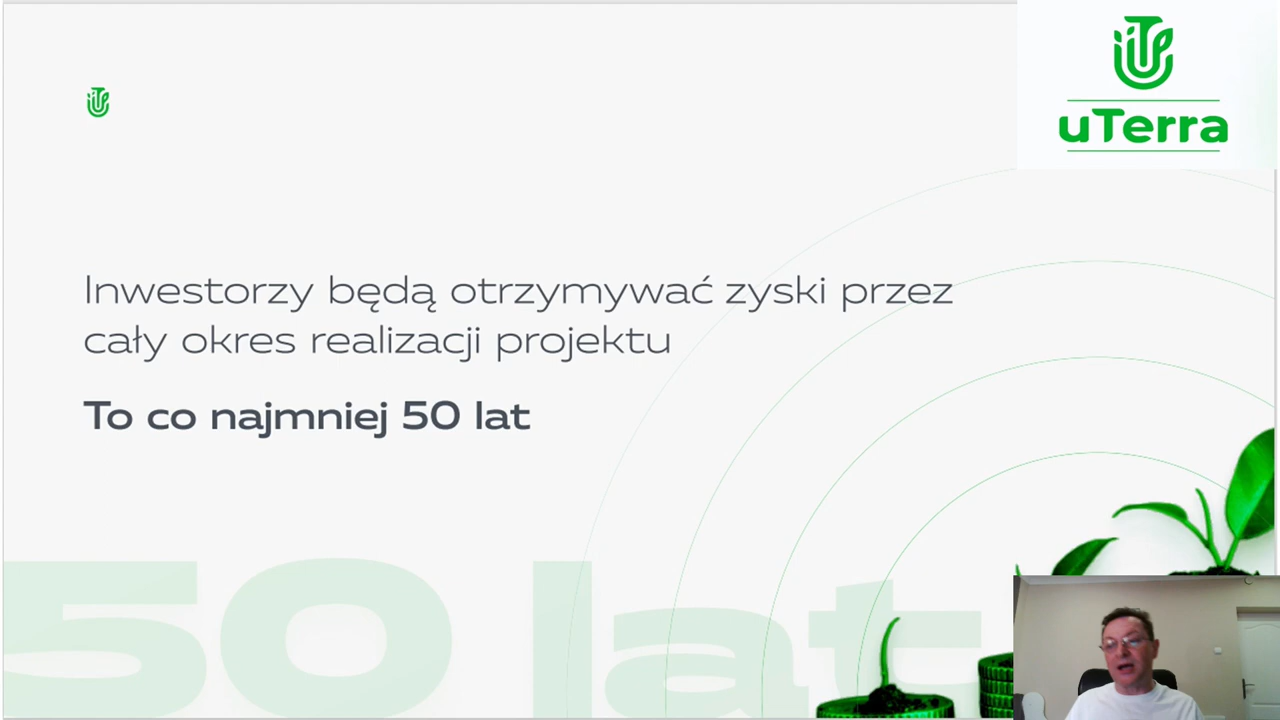 uTerra
Inwestorzy będą otrzymywać zyski przez
cały okres realizacji projektu
To co najmniej 50 lat
50 lat